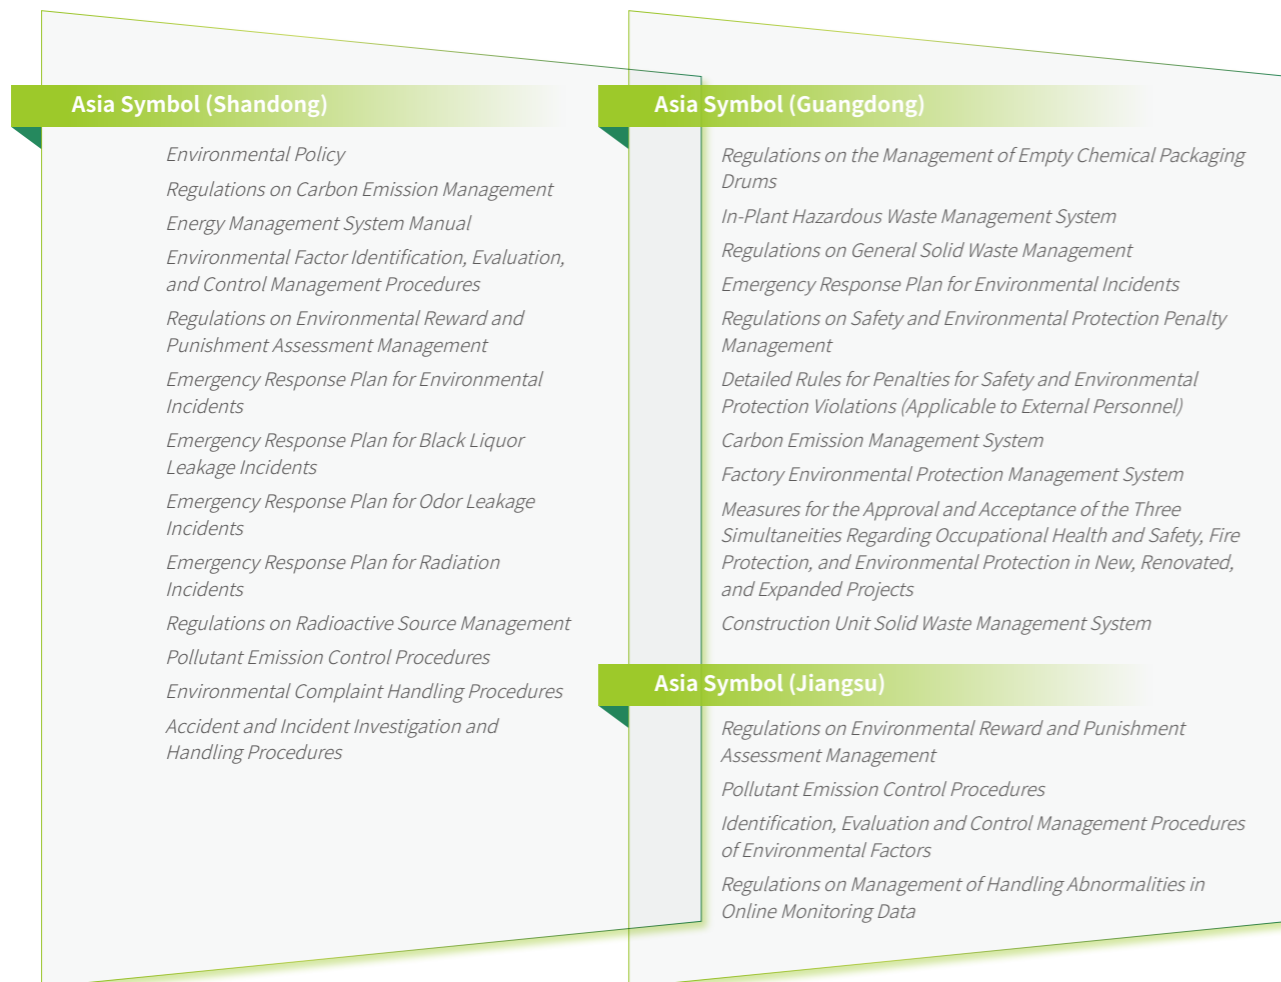 Asia Symbol (Shandong)
Environmental Policy
Regulations on Carbon Emission Management
Energy Management System Manual
Environmental Factor Identification, Evaluation,
and Control Management Procedures
Regulations on Environmental Reward and
Punishment Assessment Management
Emergency Response Plan for Environmental
Incidents
Emergency Response Plan for Black Liquor
Leakage Incidents
Emergency Response Plan for Odor Leakage
Incidents
Emergency Response Plan for Radiation
Incidents
Regulations on Radioactive Source Management
Pollutant Emission Control Procedures
Environmental Complaint Handling Procedures
Accident and Incident Investigation and
Handling Procedures
Asia Symbol (Guangdong)
Regulations on the Management of Empty Chemical Packaging
Drums
In-Plant Hazardous Waste Management System
Regulations on General Solid Waste Management
Emergency Response Plan for Environmental Incidents
Regulations on Safety and Environmental Protection Penalty
Management
Detailed Rules for Penalties for Safety and Environmental
Protection Violations (Applicable to External Personnel)
Carbon Emission Management System
Factory Environmental Protection Management System
Measures for the Approval and Acceptance of the Three
Simultaneities Regarding Occupational Health and Safety, Fire
Protection, and Environmental Protection in New, Renovated,
and Expanded Projects
Construction Unit Solid Waste Management System
Asia Symbol (Jiangsu)
Regulations on Environmental Reward and Punishment
Assessment Management
Pollutant Emission Control Procedures
Identification, Evaluation and Control Management Procedures
of Environmental Factors
Regulations on Management of Handling Abnormalities in
Online Monitoring Data